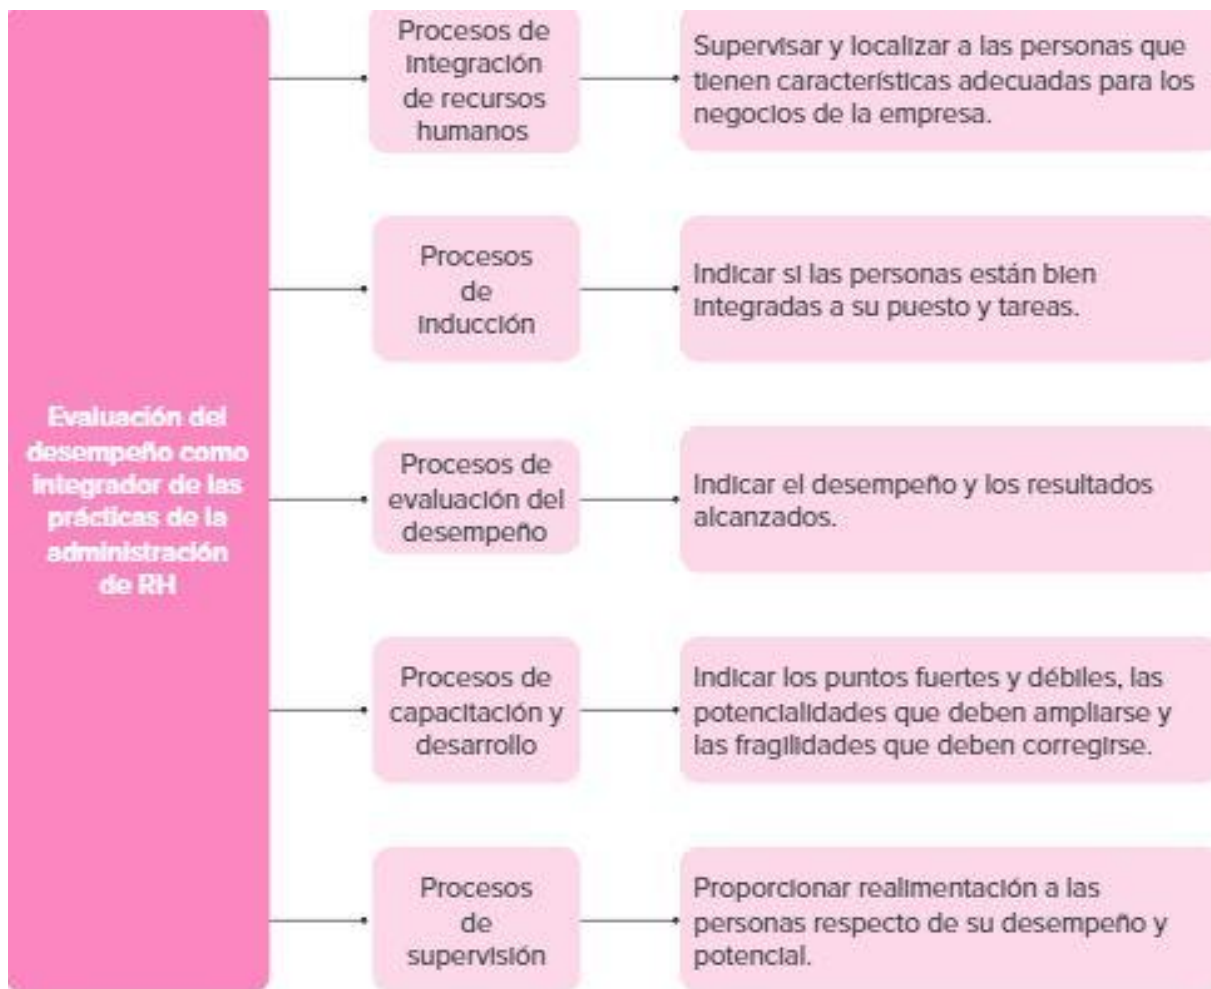 Evaluación del
desempeño como
integrador de las
prácticas de la
administración
de RH
Procesos de
integración
de recursos
humanos
Supervisar y localizar a las personas que
tienen características adecuadas para los
negocios de la empresa.
Procesos
de
inducción
Indicar si las personas están bien
integradas a su puesto y tareas.
Procesos de
evaluación del
desempeño
Indicar el desempeño y los resultados
alcanzados.
Procesos de
capacitación y
desarrollo
Indicar los puntos fuertes y débiles, las
potencialidades que deben ampliarse y
las fragilidades que deben corregirse.
Procesos
de
supervisión
Proporcionar realimentación a las
personas respecto de su desempeño y
potencial.